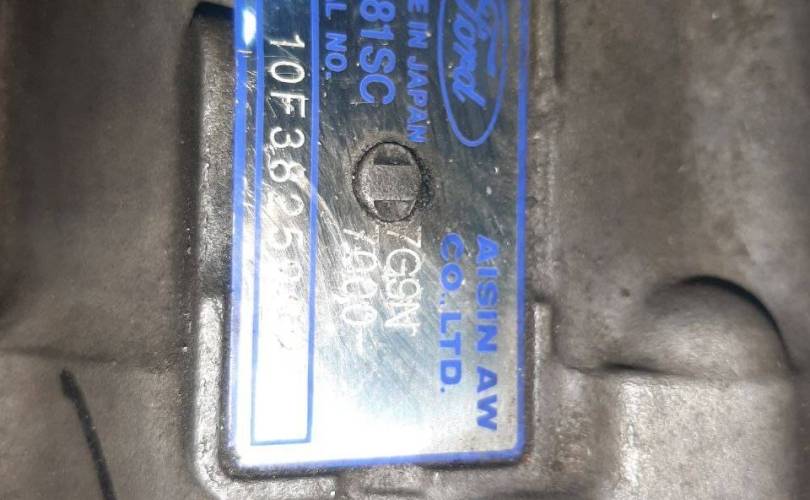 Ford
AISIN AW
CO.,LTD.
E IN JAPAN
7G9N
7000
81SC
L NO.
10F3825